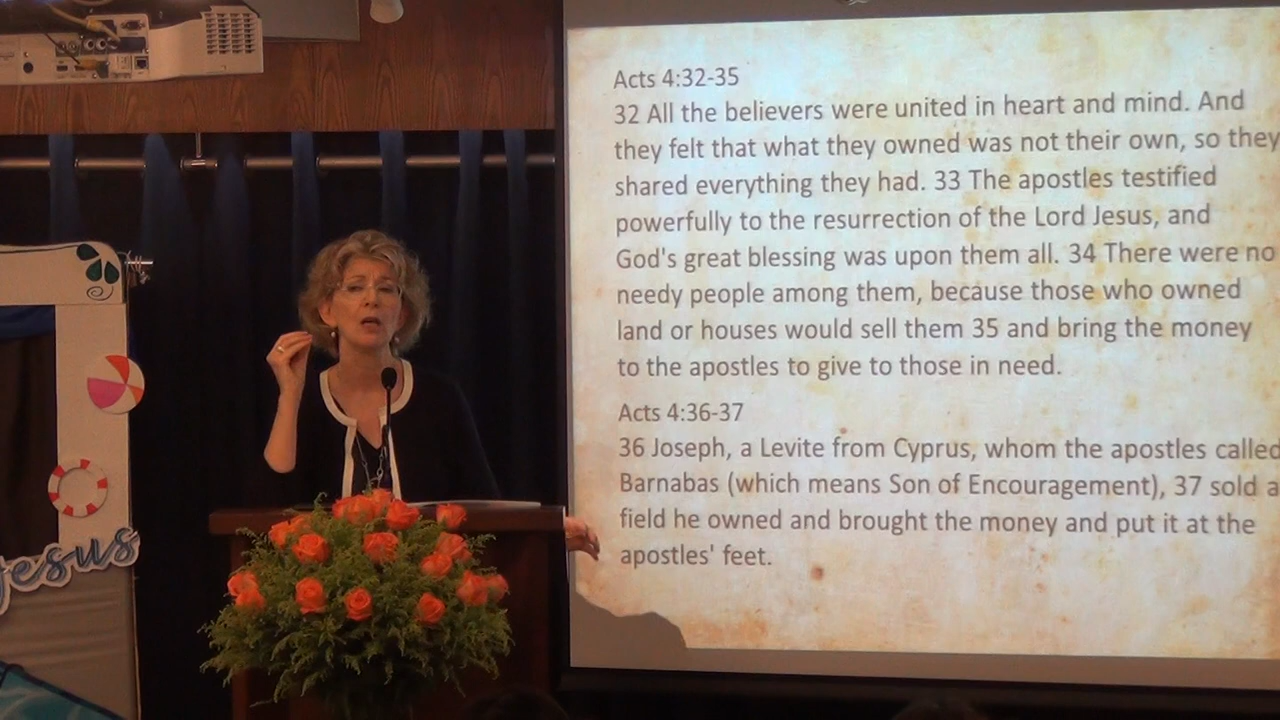 Acts 4:32-35
32 All the believers were united in heart and mind. And
they felt that what they owned was not their own, so they
shared everything they had. 33 The apostles testified
powerfully to the resurrection of the Lord Jesus, and
God's great blessing was upon them all. 34 There were no
needy people among them, because those who owned
land or houses would sell them 35 and bring the money
to the apostles to give to those in need.
Acts 4:36-37
36 Joseph, a Levite from Cyprus, whom the apostles called
Barnabas (which means Son of Encouragement), 37 sold a
field he owned and brought the money and put it at the
apostles' feet.
Jesus